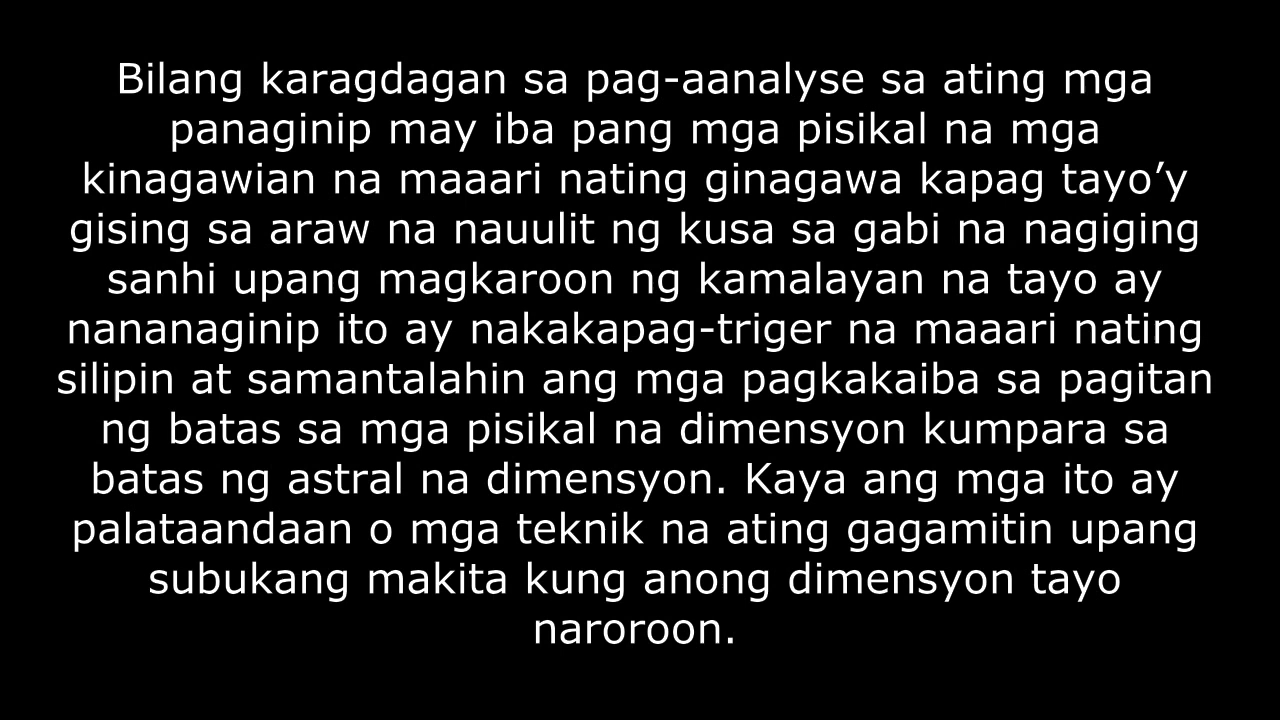 Bilang karagdagan sa pag-aanalyse sa ating mga
panaginip may iba pang mga pisikal na mga
kinagawian na maaari nating ginagawa kapag tayo’y
gising sa araw na nauulit ng kusa sa gabi na nagiging
sanhi upang magkaroon ng kamalayan na tayo ay
nananaginip ito ay nakakapag-triger na maaari nating
silipin at samantalahin ang mga pagkakaiba sa pagitan
ng batas sa mga pisikal na dimensyon kumpara sa
batas ng astral na dimensyon. Kaya ang mga ito ay
palataandaan o mga teknik na ating gagamitin upang
subukang makita kung anong dimensyon tayo
naroroon.